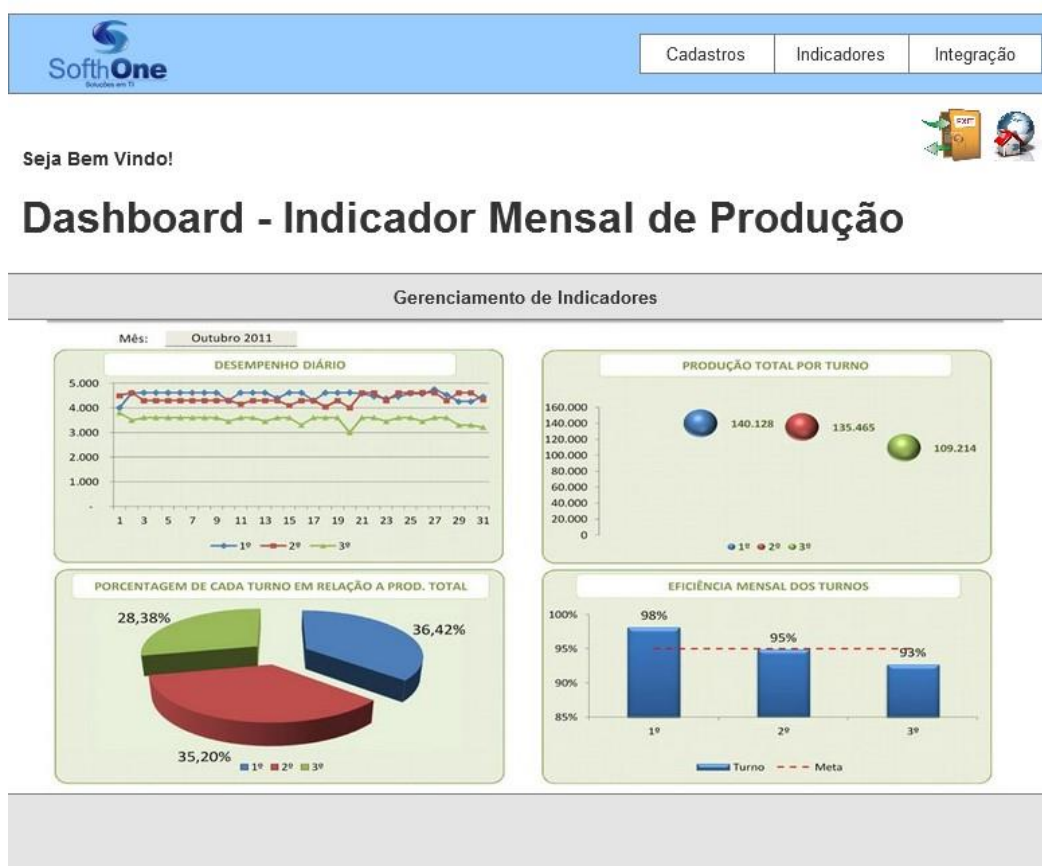 SofthOne
Soluções em TI
Cadastros Indicadores Integração
EXIT
Seja Bem Vindo!
Dashboard - Indicador Mensal de Produção
Gerenciamento de Indicadores
Mês: Outubro 2011
DESEMPENHO DIÁRIO
5.000
4.000
3.000
2.000
1.000
-
1 3 5 7 9 11 13 15 17 19 21 23 25 27 29 31
1º 2º 3º
PRODUÇÃO TOTAL POR TURNO
160.000
140.000
120.000
100.000
80.000
60.000
40.000
20.000
0
140.128 135.465 109.214
1º 2º 3º
PORCENTAGEM DE CADA TURNO EM RELAÇÃO A PROD. TOTAL
28,38%
36,42%
35,20%
1º 2º 3º
EFICIÊNCIA MENSAL DOS TURNOS
100%
95%
90%
85%
98%
95%
93%
1º 2º 3º
Turno Meta